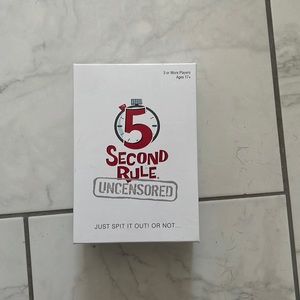 3 or More Players
Ages 17+
5
SECOND
RULE.
UNCENSORED
JUST SPIT IT OUT! OR NOT...